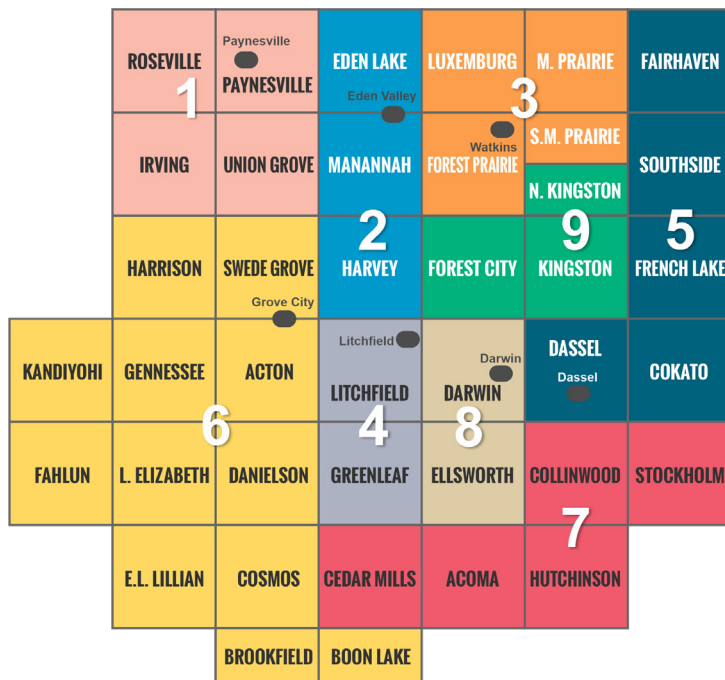 ROSEVILLE
Paynesville
PAYNESVILLE
EDEN LAKE
LUXEMBURG
M. PRAIRIE
FAIRHAVEN
1
Eden Valley
3
IRVING
UNION GROVE
MANANNAH
Watkins
FOREST PRAIRIE
S.M. PRAIRIE
N. KINGSTON
SOUTHSIDE
2
9
5
HARRISON
SWEDE GROVE
HARVEY
FOREST CITY
KINGSTON
FRENCH LAKE
Grove City
KANDIYOHI
GENNESSEE
ACTON
Litchfield
LITCHFIELD
Darwin
DARWIN
DASSEL
Dassel
COKATO
6
4
8
FAHLUN
L. ELIZABETH
DANIELSON
GREENLEAF
ELLSWORTH
COLLINWOOD
STOCKHOLM
7
E.L. LILLIAN
COSMOS
CEDAR MILLS
ACOMA
HUTCHINSON
BROOKFIELD
BOON LAKE